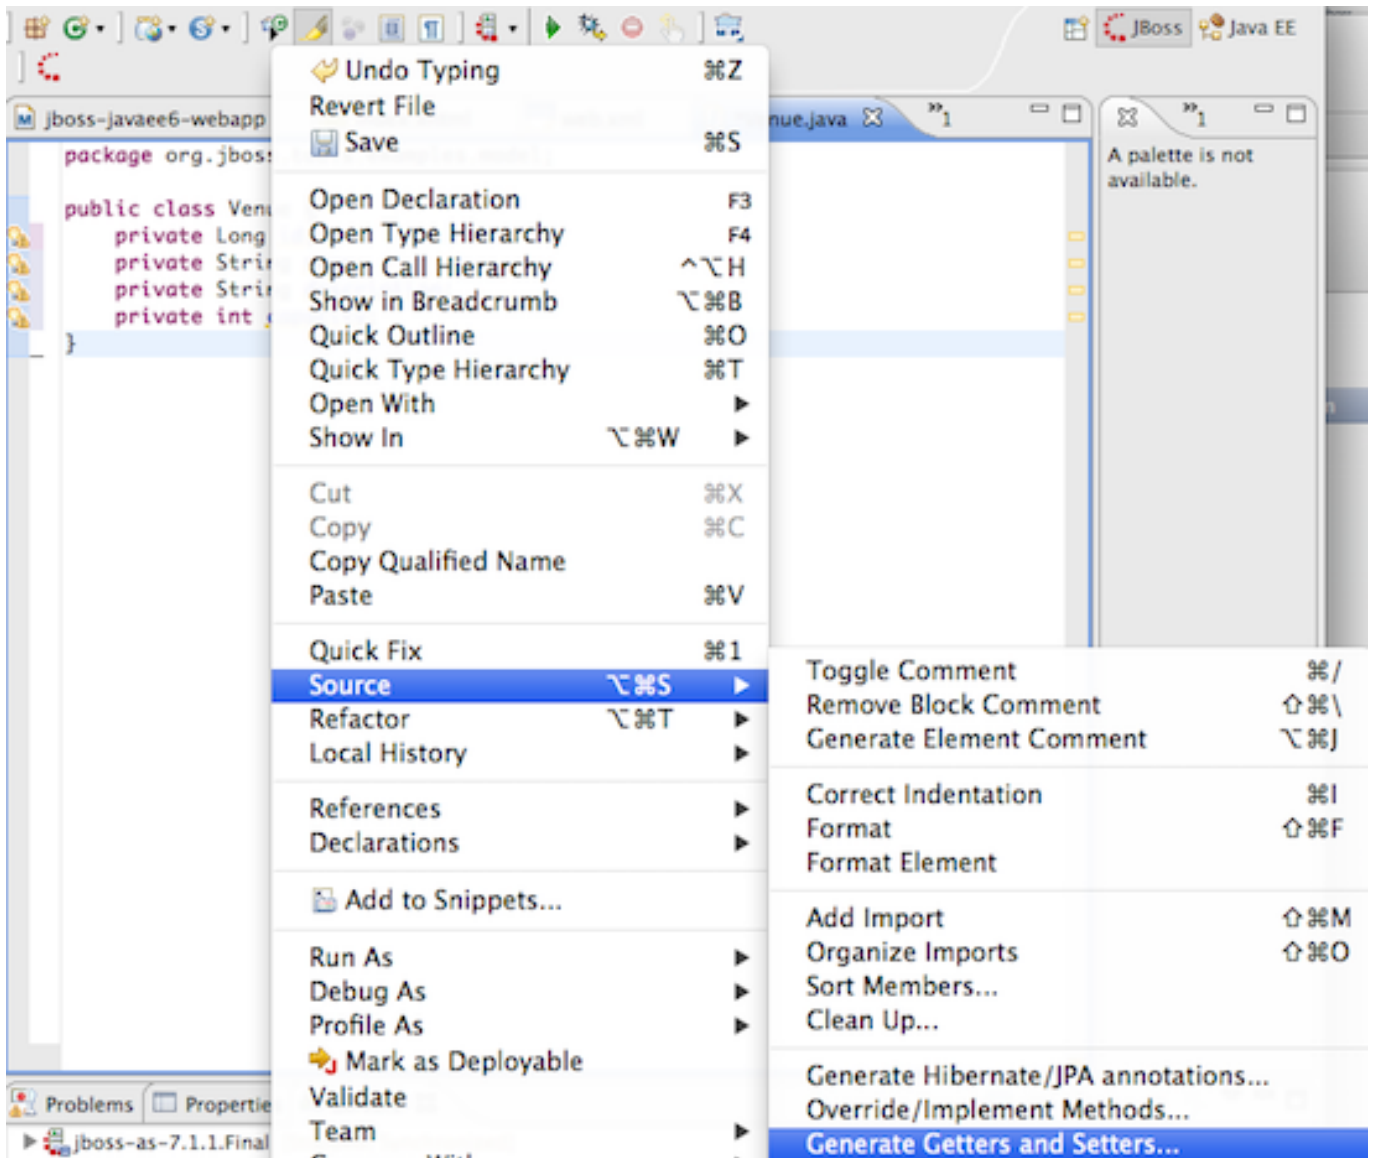 JBoss
Java EE
jboss-javaee6-webapp
nue.java
»1
»1
A palette is not
available.
package org.jbos
public class Ven
private Long
private Strin
private Strin
private int
}
Undo Typing ⌘Z
Revert File
Save ⌘S
Open Declaration F3
Open Type Hierarchy F4
Open Call Hierarchy ^⌥H
Show in Breadcrumb ⌥⌘B
Quick Outline ⌘O
Quick Type Hierarchy ⌘T
Open With ▶
Show In ⌥⌘W ▶
Cut ⌘X
Copy ⌘C
Copy Qualified Name
Paste ⌘V
Quick Fix ⌘1
Source ⌥⌘S ▶
Refactor ⌥⌘T ▶
Local History ▶
References ▶
Declarations ▶
Add to Snippets...
Run As ▶
Debug As ▶
Profile As ▶
Mark as Deployable
Validate
Team ▶
Toggle Comment ⌘/
Remove Block Comment ⇧⌘\
Generate Element Comment ⌥⌘J
Correct Indentation ⌘I
Format ⇧⌘F
Format Element
Add Import ⇧⌘M
Organize Imports ⇧⌘O
Sort Members...
Clean Up...
Generate Hibernate/JPA annotations...
Override/Implement Methods...
Generate Getters and Setters...
Problems
Propertie
jboss-as-7.1.1.Final